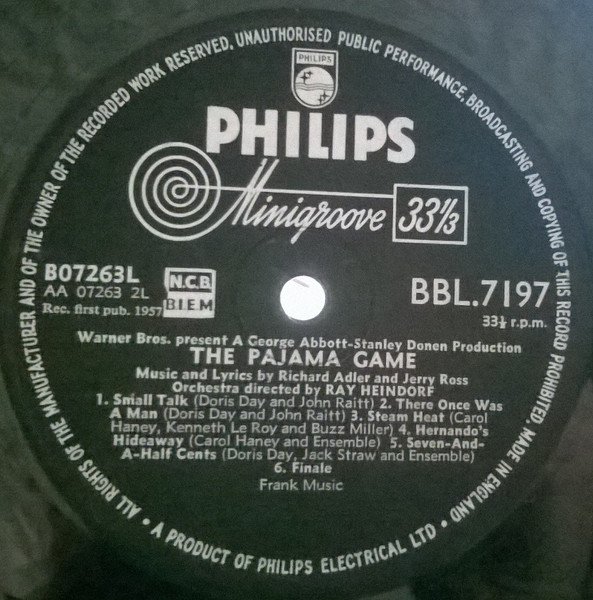 ALL RIGHTS OF THE MANUFACTURER AND OF THE OWNER OF THE RECORDED WORK RESERVED. UNAUTHORISED PUBLIC PERFORMANCE, BROADCASTING AND COPYING OF THIS RECORD PROHIBITED. MADE IN ENGLAND
PHILIPS
PHILIPS
Minigroove 33⅓
B07263L
AA 07263 2L
Rec. first pub. 1957
N.C.B.
B.I.E.M
BBL.7197
33⅓ r.p.m.
Warner Bros. present A George Abbott-Stanley Donen Production
THE PAJAMA GAME
Music and Lyrics by Richard Adler and Jerry Ross
Orchestra directed by RAY HEINDORF
1. Small Talk (Doris Day and John Raitt) 2. There Once Was
A Man (Doris Day and John Raitt) 3. Steam Heat (Carol
Haney, Kenneth Le Roy and Buzz Miller) 4. Hernando's
Hideaway (Carol Haney and Ensemble) 5. Seven-And-
A-Half Cents (Doris Day, Jack Straw and Ensemble)
6. Finale
Frank Music
• A PRODUCT OF PHILIPS ELECTRICAL LTD •